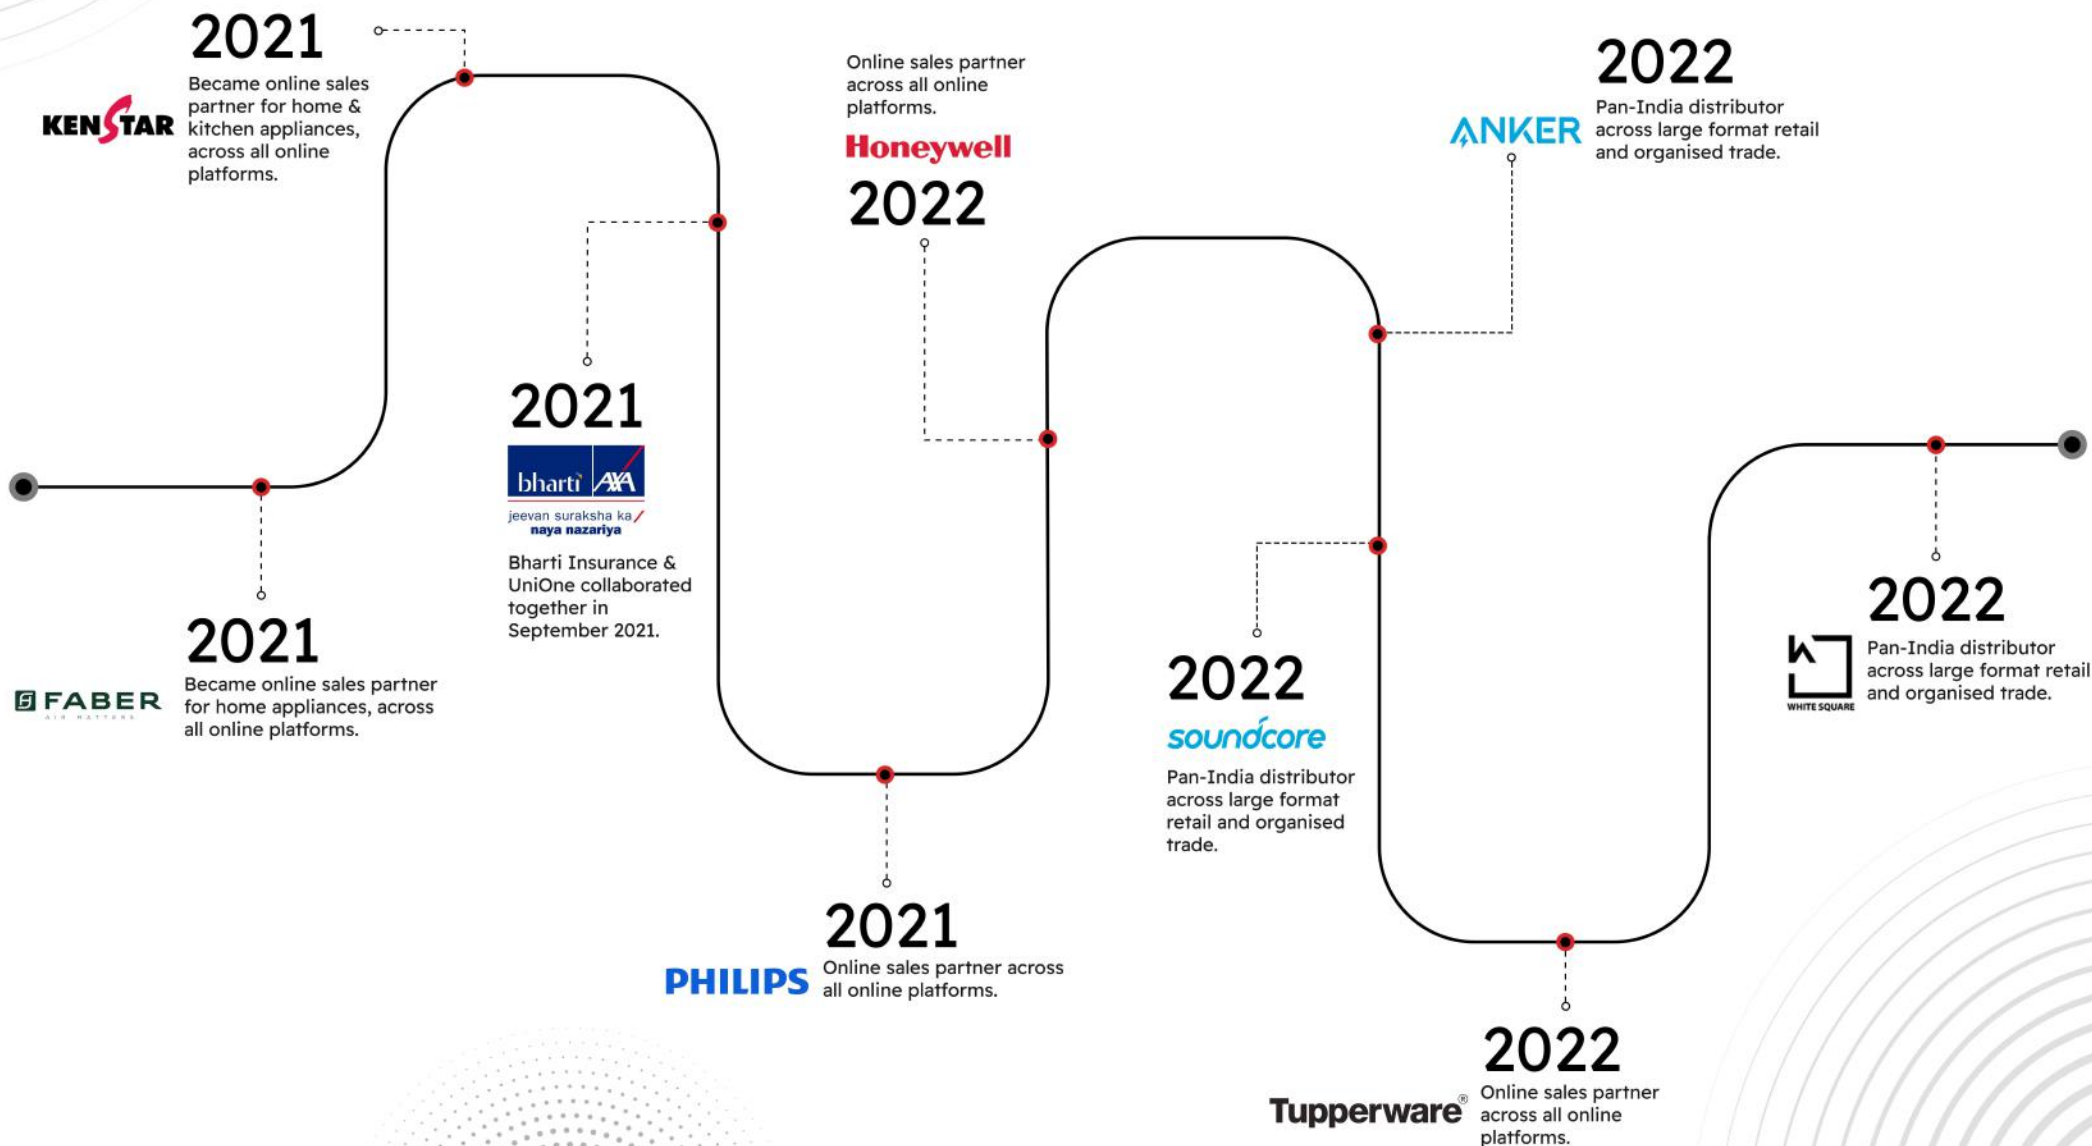 2021
KENSTAR
Became online sales
partner for home &
kitchen appliances,
across all online
platforms.
2021
FABER
AIR MATTERS
Became online sales partner
for home appliances, across
all online platforms.
2021
bharti AXA
jeevan suraksha ka
naya nazariya
Bharti Insurance &
UniOne collaborated
together in
September 2021.
2021
PHILIPS
Online sales partner across
all online platforms.
Online sales partner
across all online
platforms.
Honeywell
2022
2022
ANKER
Pan-India distributor
across large format retail
and organised trade.
2022
soundcore
Pan-India distributor
across large format
retail and organised
trade.
2022
Tupperware®
Online sales partner
across all online
platforms.
2022
WHITE SQUARE
Pan-India distributor
across large format retail
and organised trade.